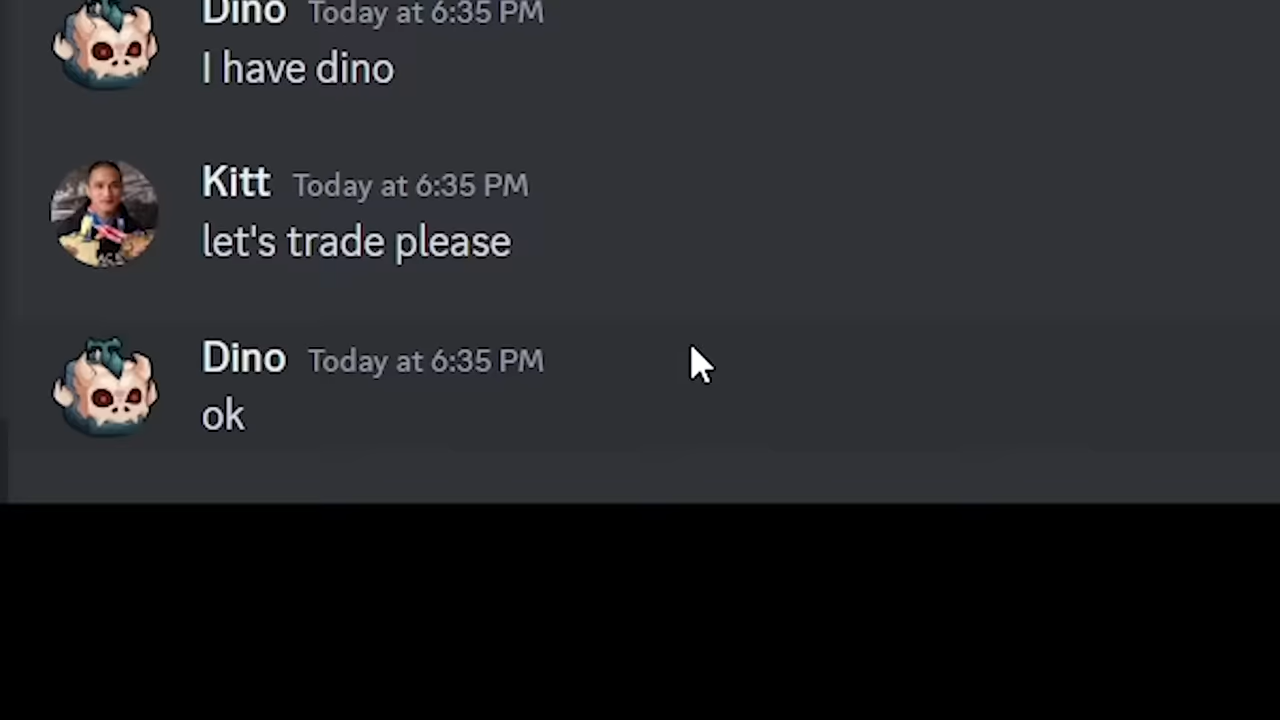 Dino Today at 6:35 PM
I have dino
Kitt Today at 6:35 PM
let's trade please
Dino Today at 6:35 PM
ok